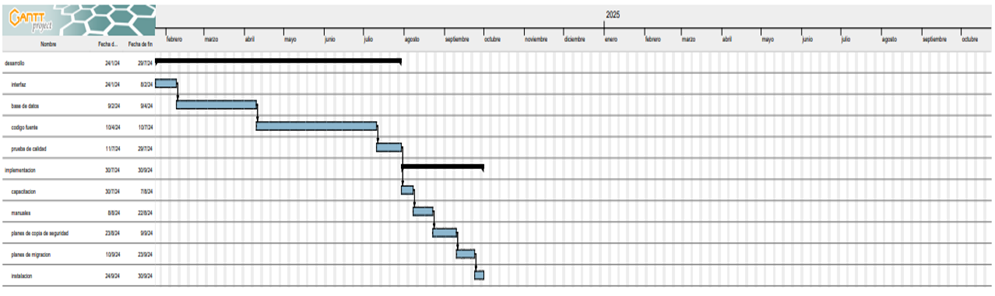 GANTT
project
2025
Nombre Fecha d... Fecha de fin febrero marzo abril mayo junio julio agosto septiembre octubre noviembre diciembre enero febrero marzo abril mayo junio julio agosto septiembre octubre
desarrollo 24/1/24 29/7/24
interfaz 24/1/24 8/2/24
base de datos 9/2/24 9/4/24
codigo fuente 10/4/24 10/7/24
prueba de calidad 11/7/24 29/7/24
implementacion 30/7/24 30/9/24
capacitacion 30/7/24 7/8/24
manuales 8/8/24 22/8/24
planes de copia de seguridad 23/8/24 9/9/24
planes de migracion 10/9/24 23/9/24
instalacion 24/9/24 30/9/24